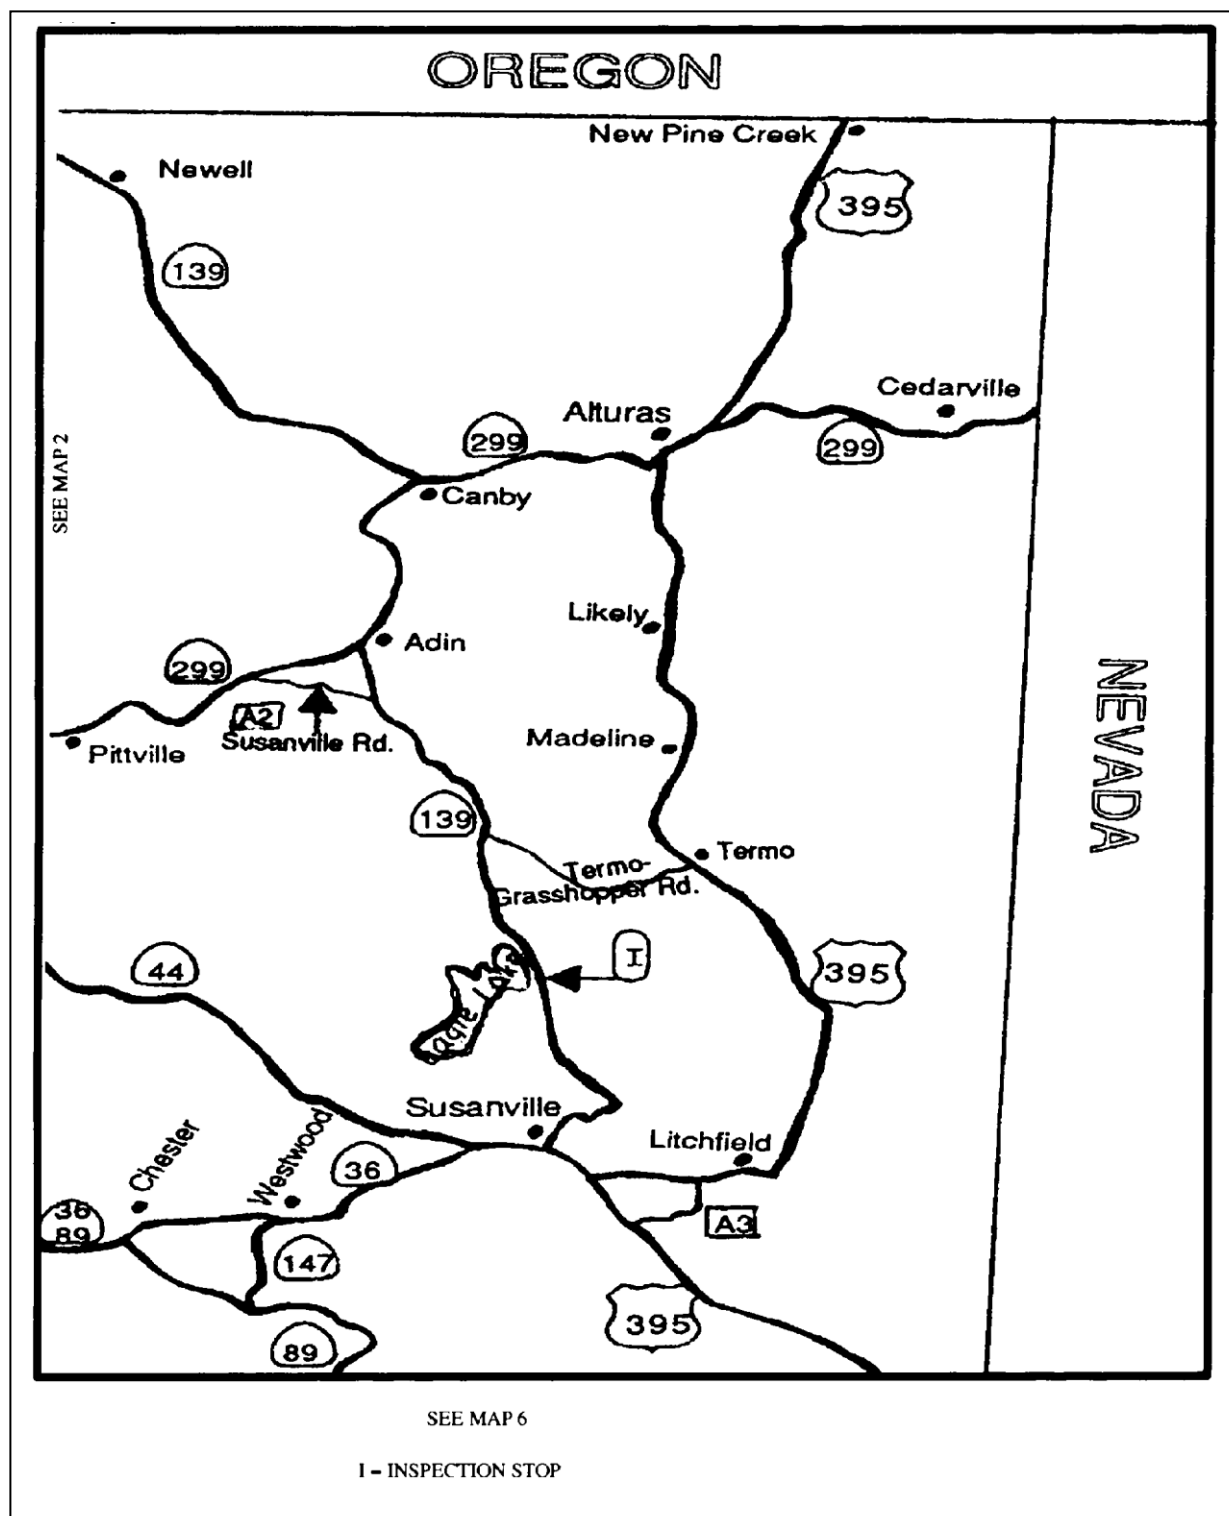 OREGON
New Pine Creek
Newell
395
139
Cedarville
Alturas
299
299
SEE MAP 2
Canby
Likely
Adin
299
NEVADA
A2
Susanville Rd.
Madeline
Pittville
139
Termo
Termo-
Grasshopper Rd.
I
44
395
Eagle Lake
Susanville
Litchfield
Chester
Westwood
36
36
89
A3
147
395
89
SEE MAP 6
I – INSPECTION STOP